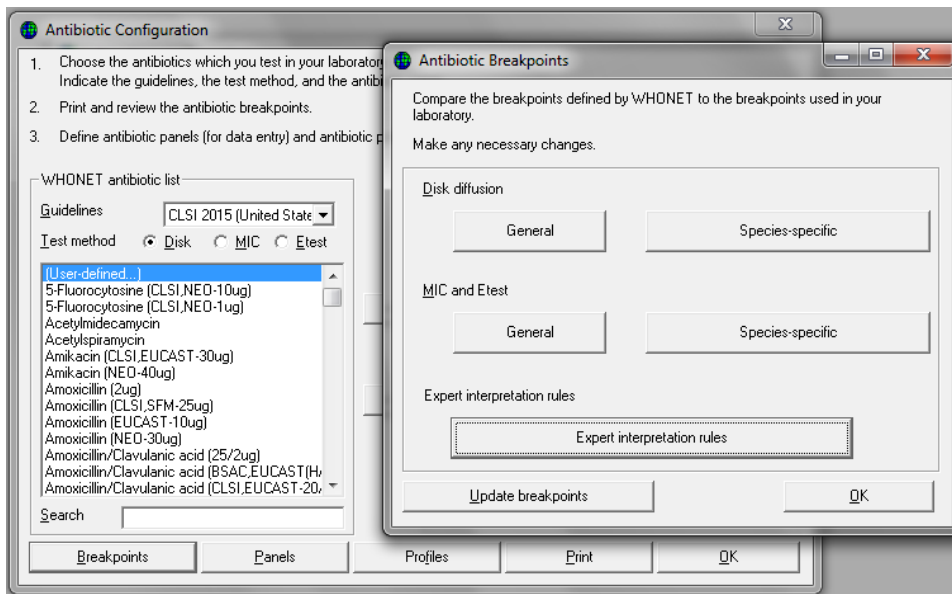 Antibiotic Configuration
1. Choose the antibiotics which you test in your laborator
Indicate the guidelines, the test method, and the antibi
2. Print and review the antibiotic breakpoints.
3. Define antibiotic panels (for data entry) and antibiotic p
WHONET antibiotic list
Guidelines
CLSI 2015 (United State
Test method
Disk
MIC
Etest
(User-defined...)
5-Fluorocytosine (CLSI,NEO-10ug)
5-Fluorocytosine (CLSI,NEO-1ug)
Acetylmidecamycin
Acetylspiramycin
Amikacin (CLSI,EUCAST-30ug)
Amikacin (NEO-40ug)
Amoxicillin (2ug)
Amoxicillin (CLSI,SFM-25ug)
Amoxicillin (EUCAST-10ug)
Amoxicillin (NEO-30ug)
Amoxicillin/Clavulanic acid (25/2ug)
Amoxicillin/Clavulanic acid (BSAC,EUCAST(H/
Amoxicillin/Clavulanic acid (CLSI,EUCAST-20/
Search
Breakpoints
Panels
Profiles
Print
OK
Antibiotic Breakpoints
Compare the breakpoints defined by WHONET to the breakpoints used in your
laboratory.
Make any necessary changes.
Disk diffusion
General
Species-specific
MIC and Etest
General
Species-specific
Expert interpretation rules
Expert interpretation rules
Update breakpoints
OK